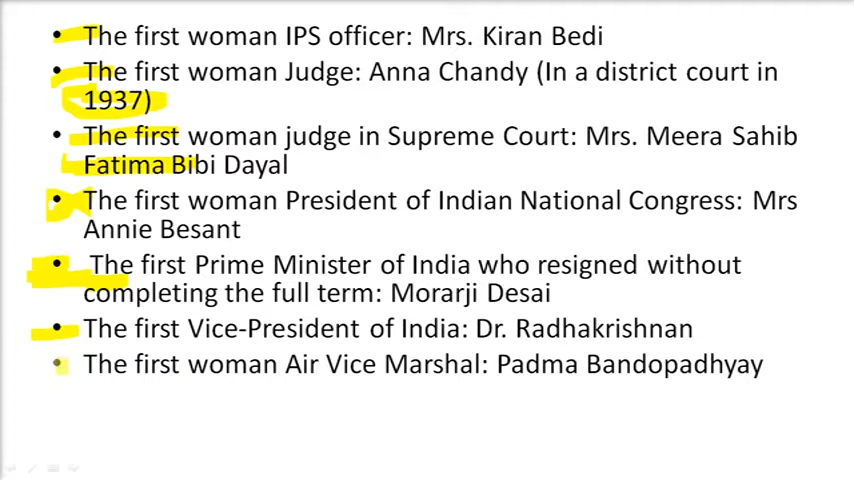 • The first woman IPS officer: Mrs. Kiran Bedi
• The first woman Judge: Anna Chandy (In a district court in
1937)
• The first woman judge in Supreme Court: Mrs. Meera Sahib
Fatima Bibi Dayal
• The first woman President of Indian National Congress: Mrs
Annie Besant
• The first Prime Minister of India who resigned without
completing the full term: Morarji Desai
• The first Vice-President of India: Dr. Radhakrishnan
• The first woman Air Vice Marshal: Padma Bandopadhyay